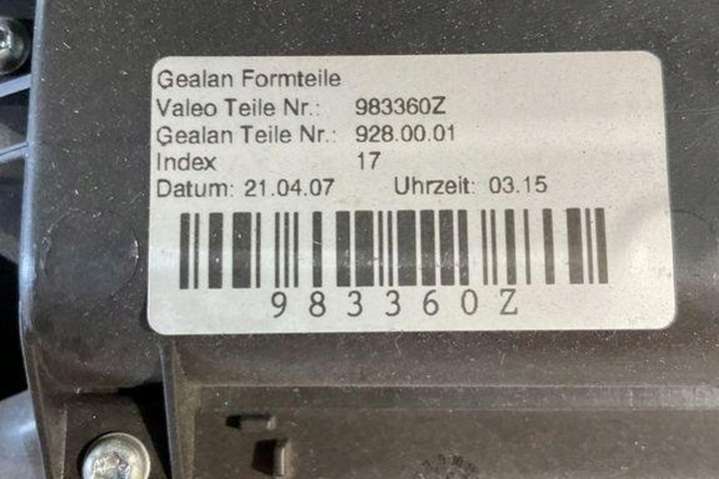 Gealan Formteile
Valeo Teile Nr.: 983360Z
Gealan Teile Nr.: 928.00.01
Index 17
Datum: 21.04.07 Uhrzeit: 03.15
983360Z